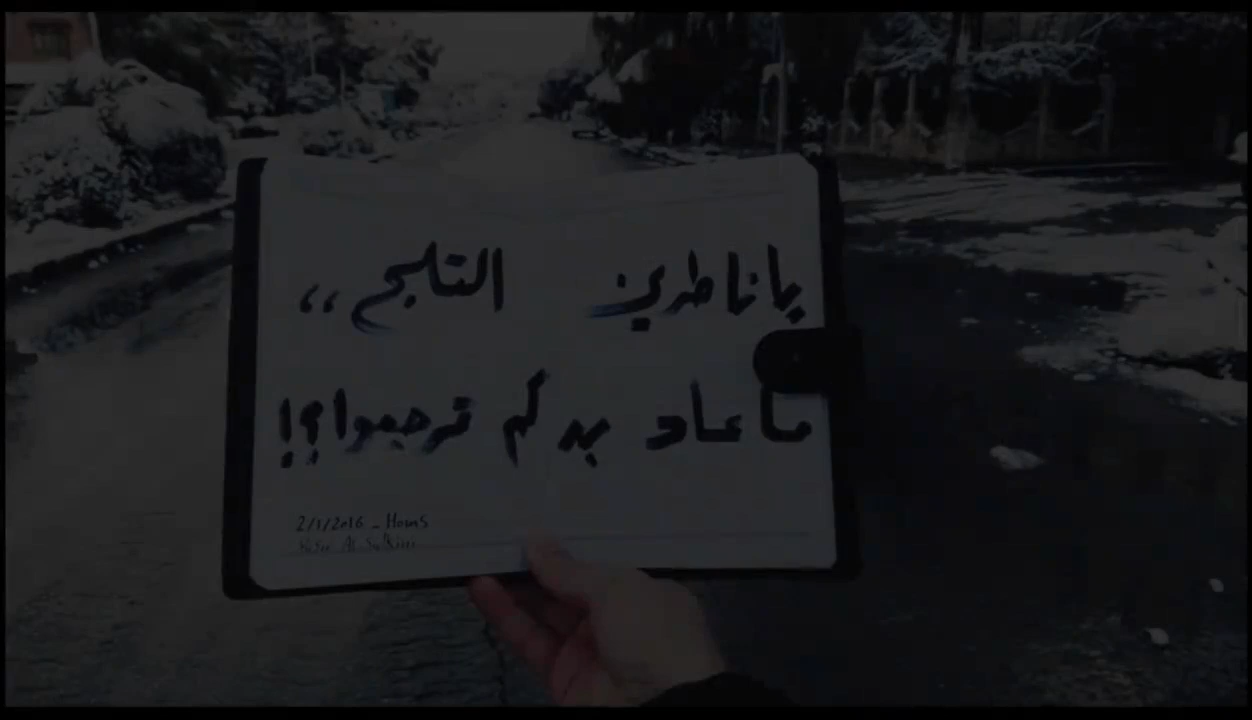 يا ناطرين التلج,,
ما عاد بدكم ترجعوا؟!
2/1/2016 - Homs